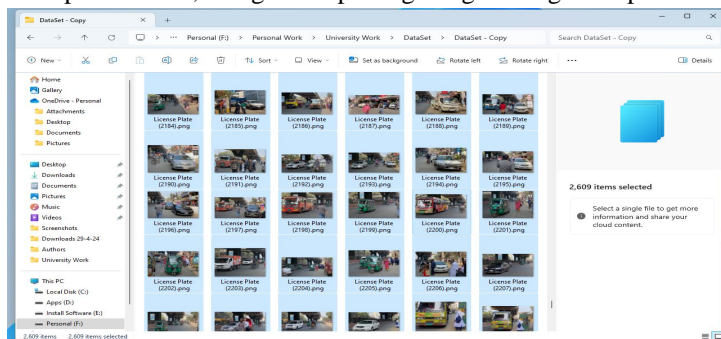 DataSet - Copy
Personal (F:) > Personal Work > University Work > DataSet > DataSet - Copy
Search DataSet - Copy
New
Sort
View
Set as background
Rotate left
Rotate right
Details
Home
Gallery
OneDrive - Personal
Attachments
Desktop
Documents
Pictures
Desktop
Downloads
Documents
Pictures
Music
Videos
Screenshots
Downloads 29-4-24
Authors
University Work
This PC
Local Disk (C:)
Apps (D:)
Install Software (E:)
Personal (F:)
License Plate (2184).png
License Plate (2185).png
License Plate (2186).png
License Plate (2187).png
License Plate (2188).png
License Plate (2189).png
License Plate (2190).png
License Plate (2191).png
License Plate (2192).png
License Plate (2193).png
License Plate (2194).png
License Plate (2195).png
License Plate (2196).png
License Plate (2197).png
License Plate (2198).png
License Plate (2199).png
License Plate (2200).png
License Plate (2201).png
License Plate (2202).png
License Plate (2203).png
License Plate (2204).png
License Plate (2205).png
License Plate (2206).png
License Plate (2207).png
2,609 items selected
Select a single file to get more
information and share your
cloud content.
2,609 items 2,609 items selected